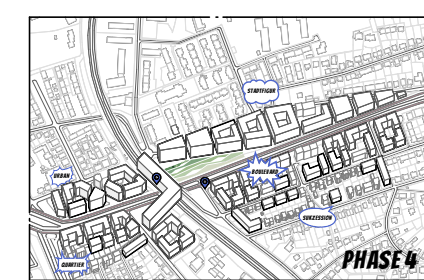 STADTFIGUR
URBAN
BOULEVARD
SUKZESSION
QUARTIER
PHASE 4